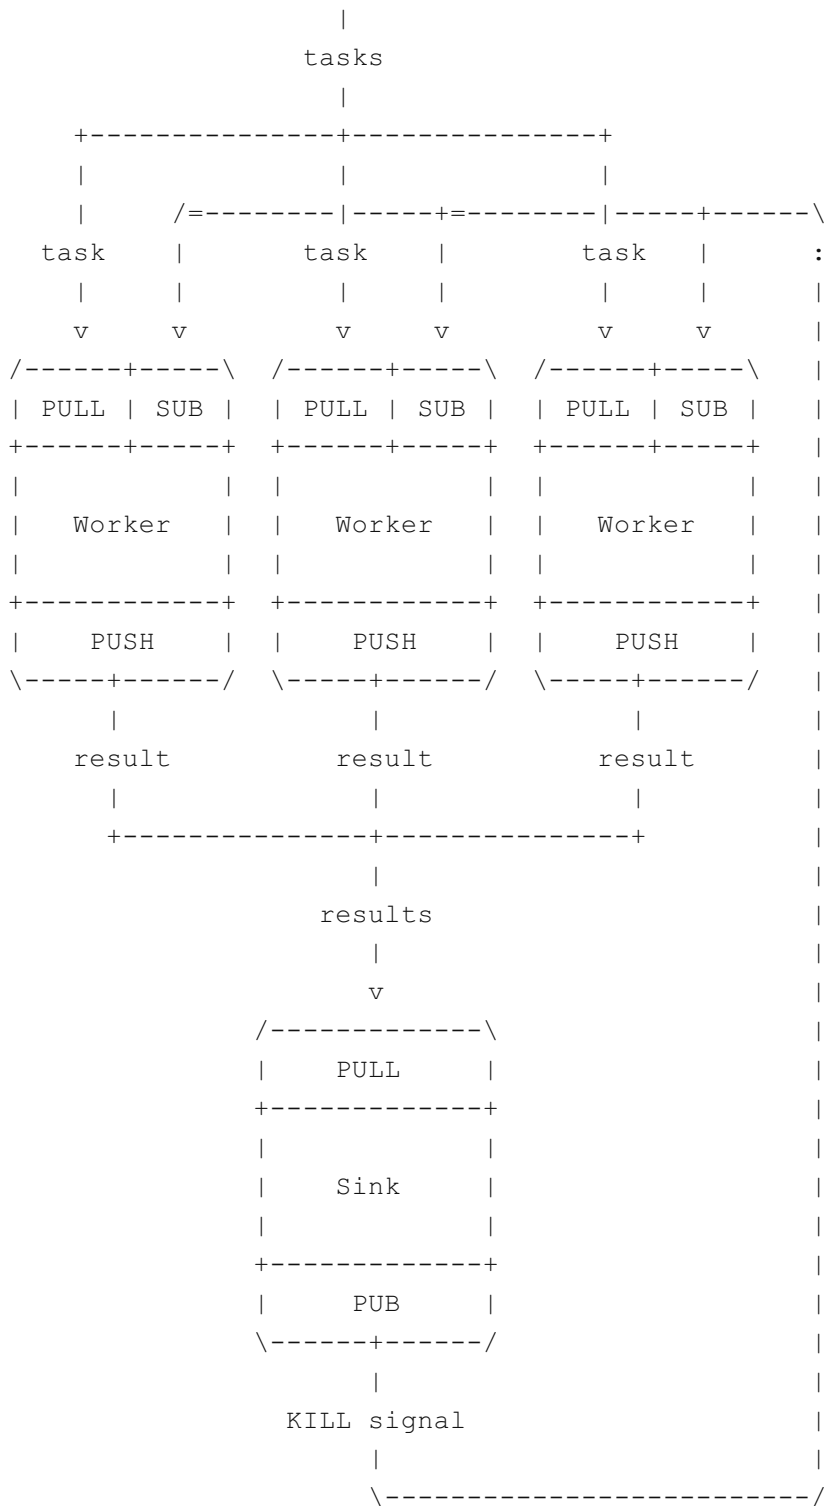 tasks
task task task
PULL SUB PULL SUB PULL SUB
Worker Worker Worker
PUSH PUSH PUSH
result result result
results
PULL
Sink
PUB
KILL signal